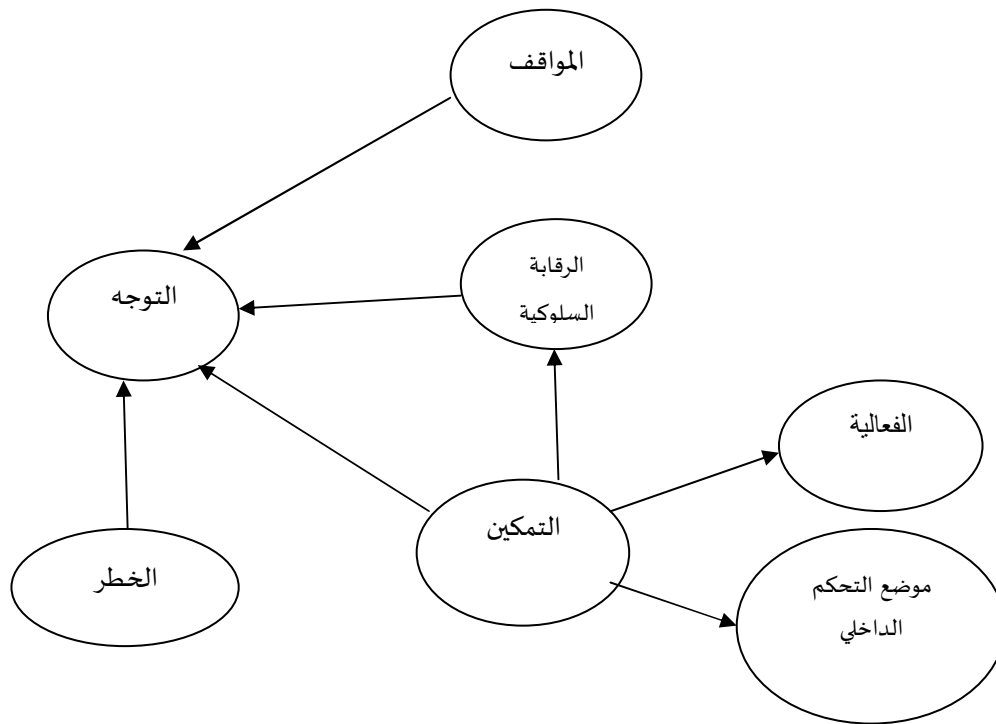 المواقف
الرقابة
السلوكية
التوجه
الفعالية
التمكين
الخطر
موضع التحكم
الداخلي